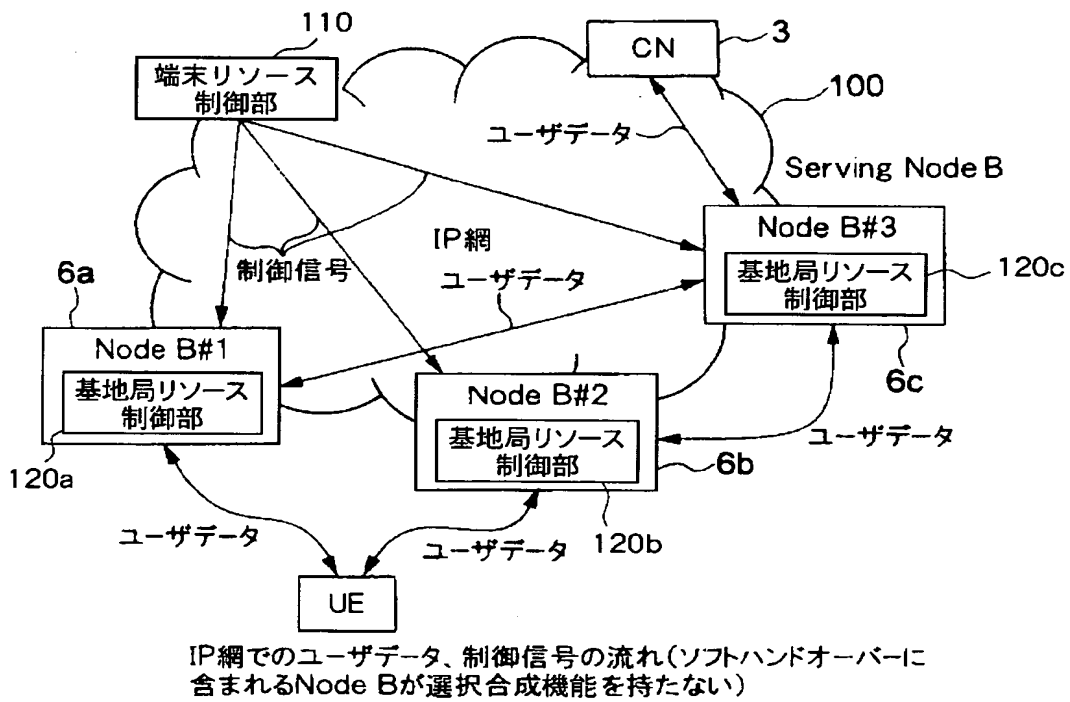 110
端末リソース
制御部
CN
3
100
ユーザデータ
Serving Node B
Node B#3
基地局リソース
制御部
120c
6c
IP網
制御信号
ユーザデータ
6a
Node B#1
基地局リソース
制御部
120a
Node B#2
基地局リソース
制御部
6b
120b
ユーザデータ
ユーザデータ
ユーザデータ
UE
IP網でのユーザデータ、制御信号の流れ(ソフトハンドオーバーに
含まれるNode Bが選択合成機能を持たない)